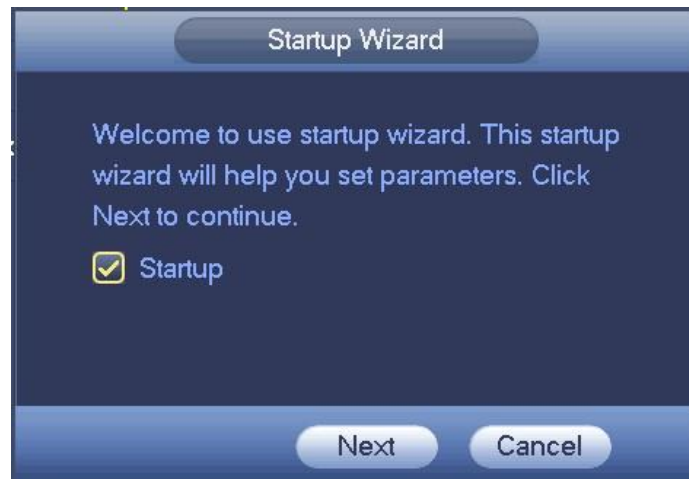 Startup Wizard
Welcome to use startup wizard. This startup
wizard will help you set parameters. Click
Next to continue.
Startup
Next Cancel